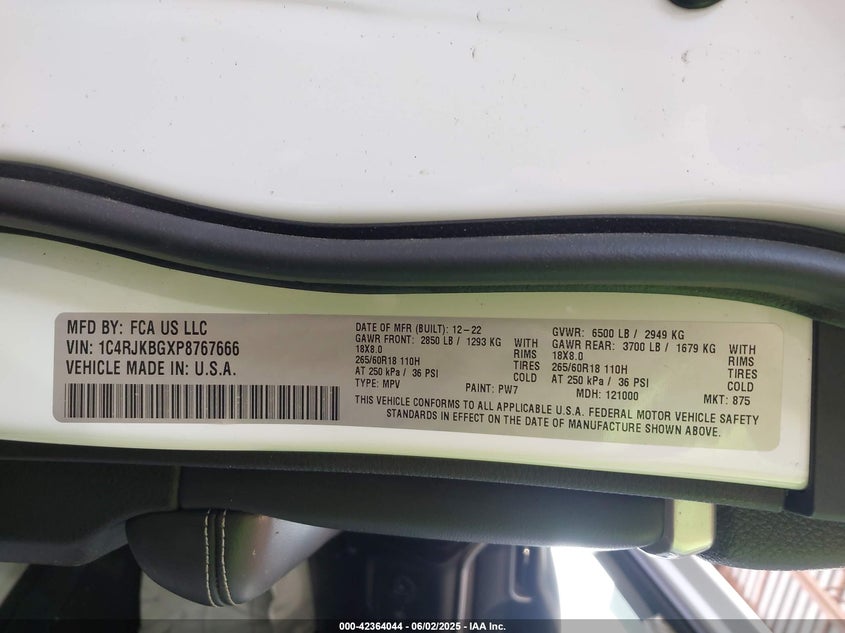 MFD BY: FCA US LLC
VIN: 1C4RJKBGXP8767666
VEHICLE MADE IN: U.S.A.
DATE OF MFR (BUILT): 12-22
GAWR FRONT: 2850 LB / 1293 KG WITH
18X8.0 RIMS
265/60R18 110H TIRES
AT 250 kPa / 36 PSI COLD
TYPE: MPV PAINT: PW7
GVWR: 6500 LB / 2949 KG
GAWR REAR: 3700 LB / 1679 KG WITH
18X8.0 RIMS
265/60R18 110H TIRES
AT 250 kPa / 36 PSI COLD
MDH: 121000 MKT: 875
THIS VEHICLE CONFORMS TO ALL APPLICABLE U.S.A. FEDERAL MOTOR VEHICLE SAFETY
STANDARDS IN EFFECT ON THE DATE OF MANUFACTURE SHOWN ABOVE.
000-42364044 - 06/02/2025 - IAA Inc.